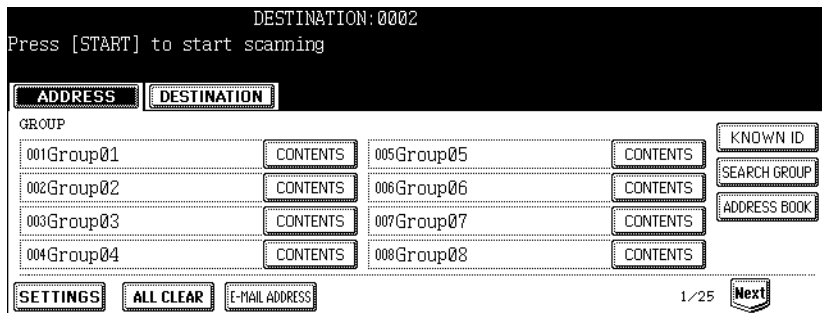 DESTINATION:0002
Press [START] to start scanning
ADDRESS DESTINATION
GROUP
001Group01 CONTENTS 005Group05 CONTENTS KNOWN ID
002Group02 CONTENTS 006Group06 CONTENTS SEARCH GROUP
003Group03 CONTENTS 007Group07 CONTENTS ADDRESS BOOK
004Group04 CONTENTS 008Group08 CONTENTS
SETTINGS ALL CLEAR E-MAIL ADDRESS 1/25 Next